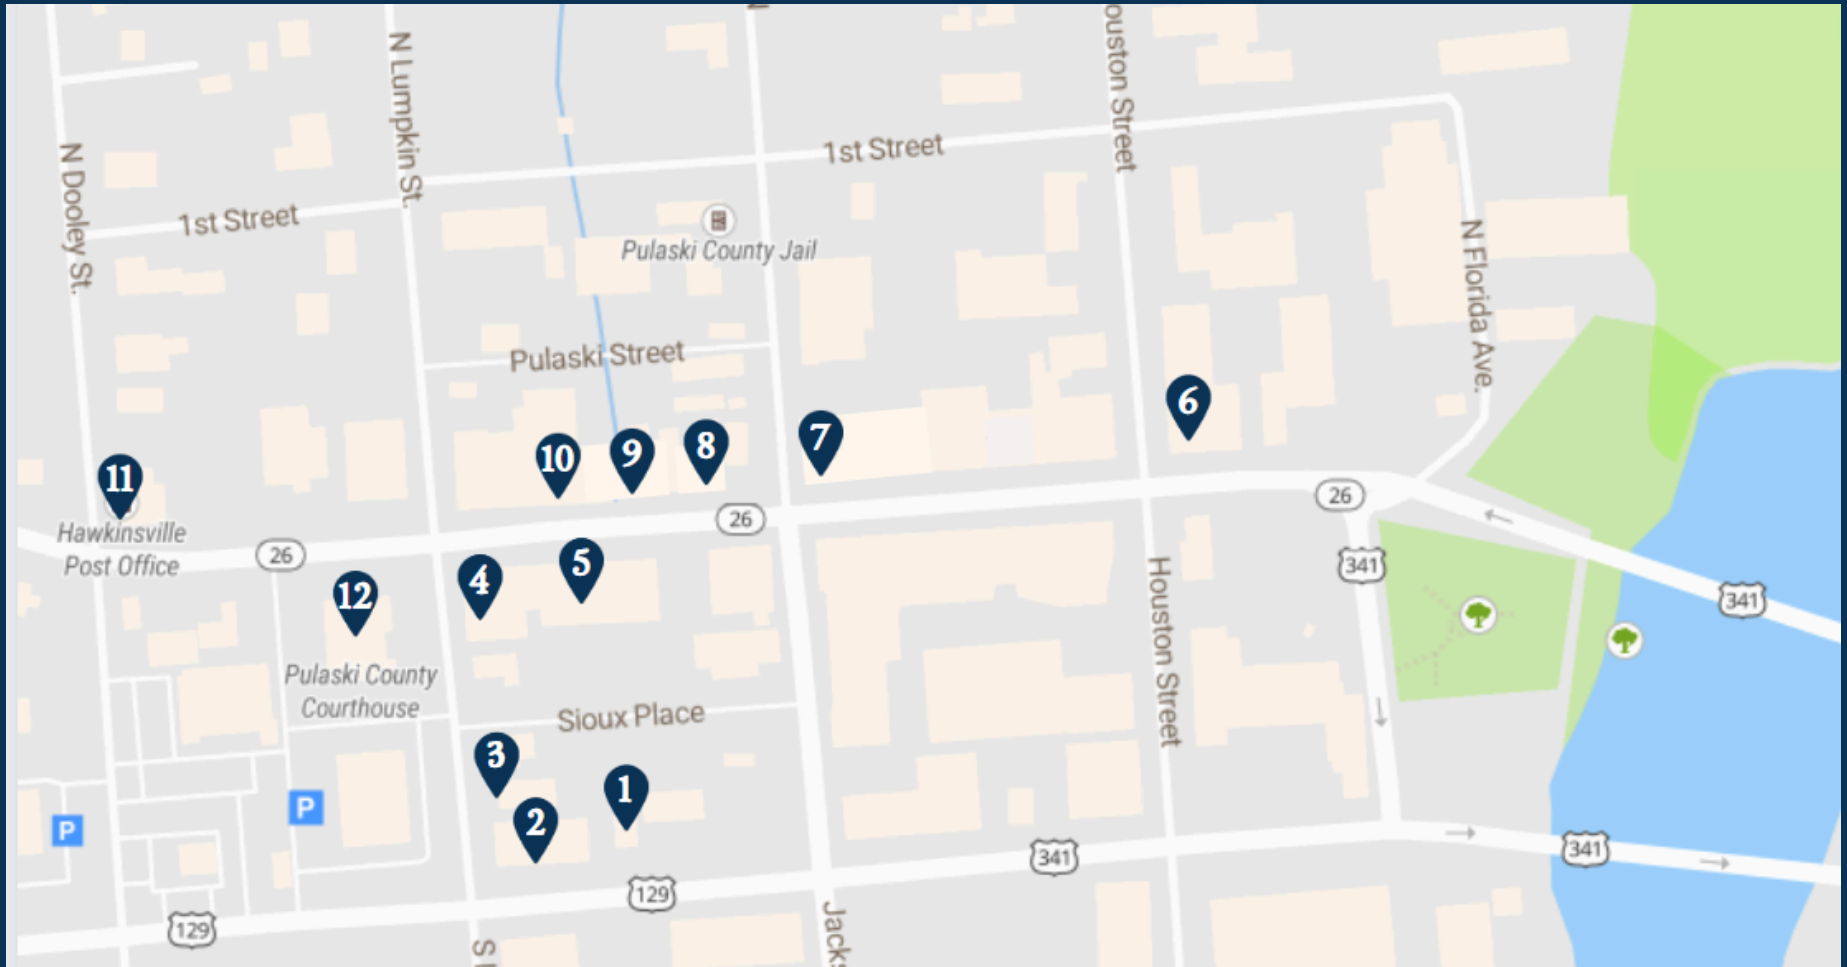 N Lumpkin St.
ouston Street
1st Street
N Dooley St.
1st Street
Pulaski County Jail
N Florida Ave.
Pulaski Street
6
7
8
9
10
11
26
26
Hawkinsville
Post Office
26
5
4
12
341
341
Houston Street
Pulaski County
Courthouse
Sioux Place
3
1
2
P
P
341
341
129
129
Jacks
S